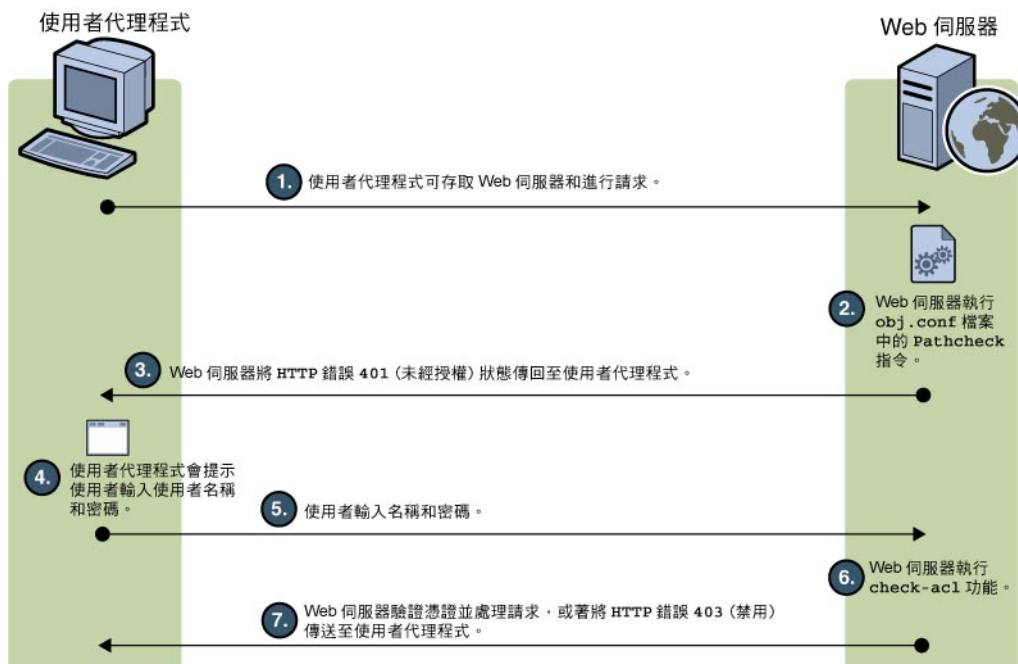 使用者代理程式
Web 伺服器
1. 使用者代理程式可存取 Web 伺服器和進行請求。
2. Web 伺服器執行
obj.conf 檔案
中的 Pathcheck
指令。
3. Web 伺服器將 HTTP 錯誤 401 (未經授權) 狀態傳回至使用者代理程式。
4. 使用者代理程式會提示
使用者輸入使用者名稱
和密碼。
5. 使用者輸入名稱和密碼。
6. Web 伺服器執行
check-acl 功能。
7. Web 伺服器驗證憑證並處理請求，或著將 HTTP 錯誤 403 (禁用)
傳送至使用者代理程式。